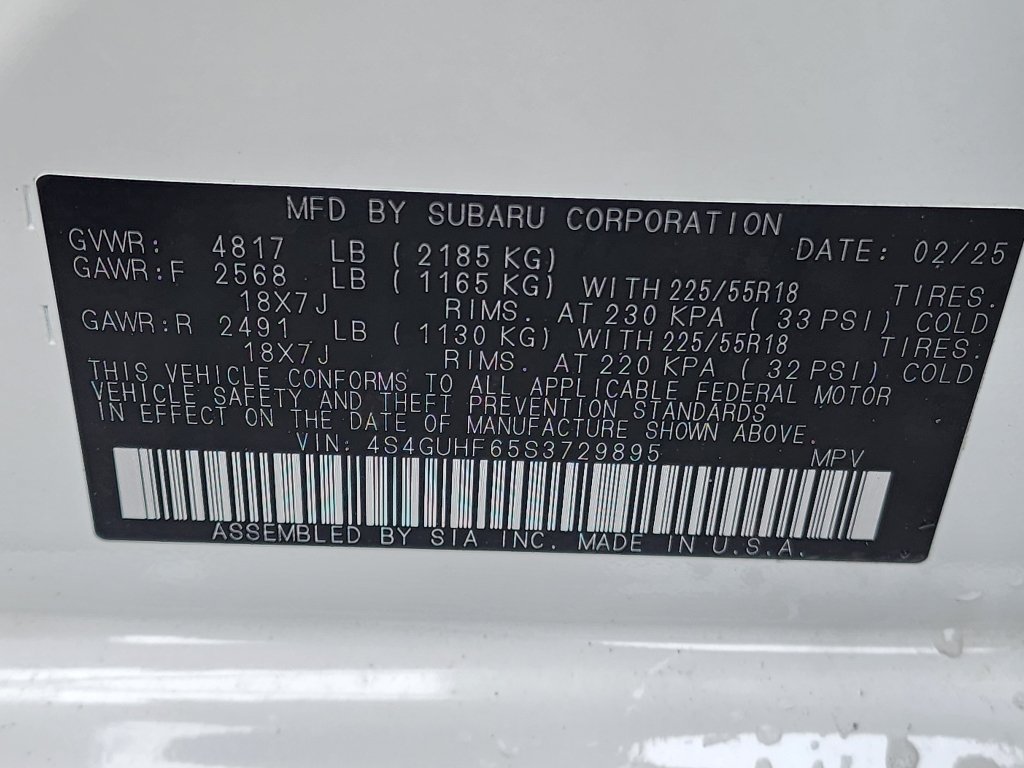 MFD BY SUBARU CORPORATION
GVWR: 4817 LB ( 2185 KG) DATE: 02/25
GAWR:F 2568 LB ( 1165 KG) WITH 225/55R18 TIRES.
18X7J RIMS. AT 230 KPA ( 33 PSI) COLD
GAWR:R 2491 LB ( 1130 KG) WITH 225/55R18 TIRES.
18X7J RIMS. AT 220 KPA ( 32 PSI) COLD
THIS VEHICLE CONFORMS TO ALL APPLICABLE FEDERAL MOTOR
VEHICLE SAFETY AND THEFT PREVENTION STANDARDS
IN EFFECT ON THE DATE OF MANUFACTURE SHOWN ABOVE.
VIN: 4S4GUHF65S3729895 MPV
ASSEMBLED BY SIA INC. MADE IN U.S.A.